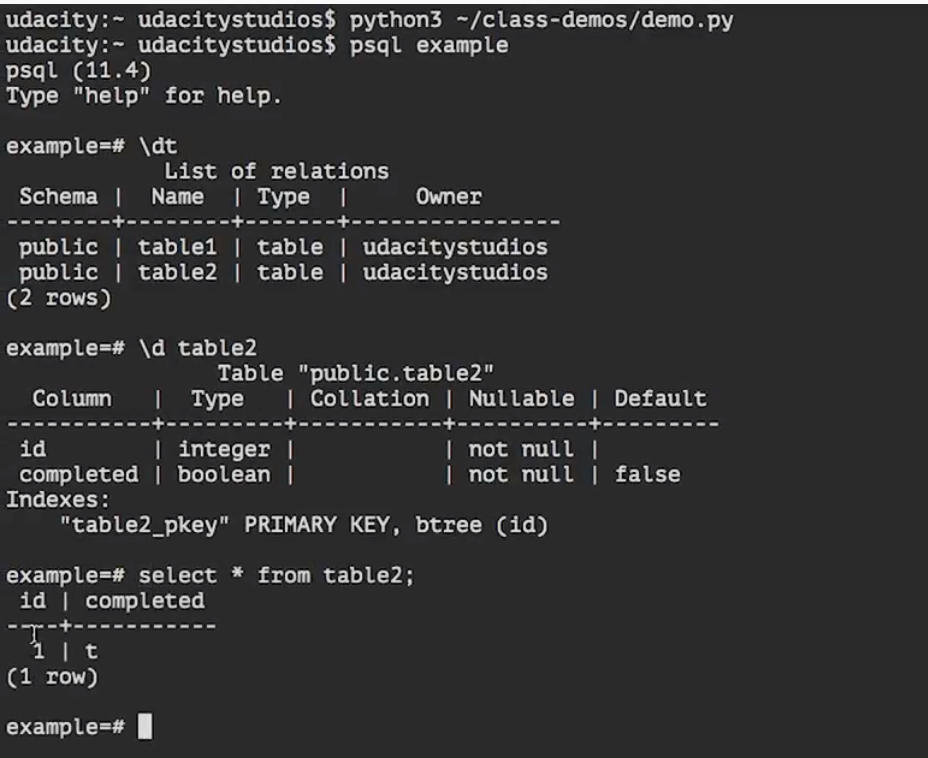 udacity:~ udacitystudios$ python3 ~/class-demos/demo.py
udacity:~ udacitystudios$ psql example
psql (11.4)
Type "help" for help.

example=# \dt
            List of relations
 Schema |  Name  | Type  |     Owner
--------+--------+-------+----------------
 public | table1 | table | udacitystudios
 public | table2 | table | udacitystudios
(2 rows)

example=# \d table2
                Table "public.table2"
  Column   |  Type   | Collation | Nullable | Default
-----------+---------+-----------+----------+---------
 id        | integer |           | not null |
 completed | boolean |           | not null | false
Indexes:
    "table2_pkey" PRIMARY KEY, btree (id)

example=# select * from table2;
 id | completed
----+-----------
  1 | t
(1 row)

example=#